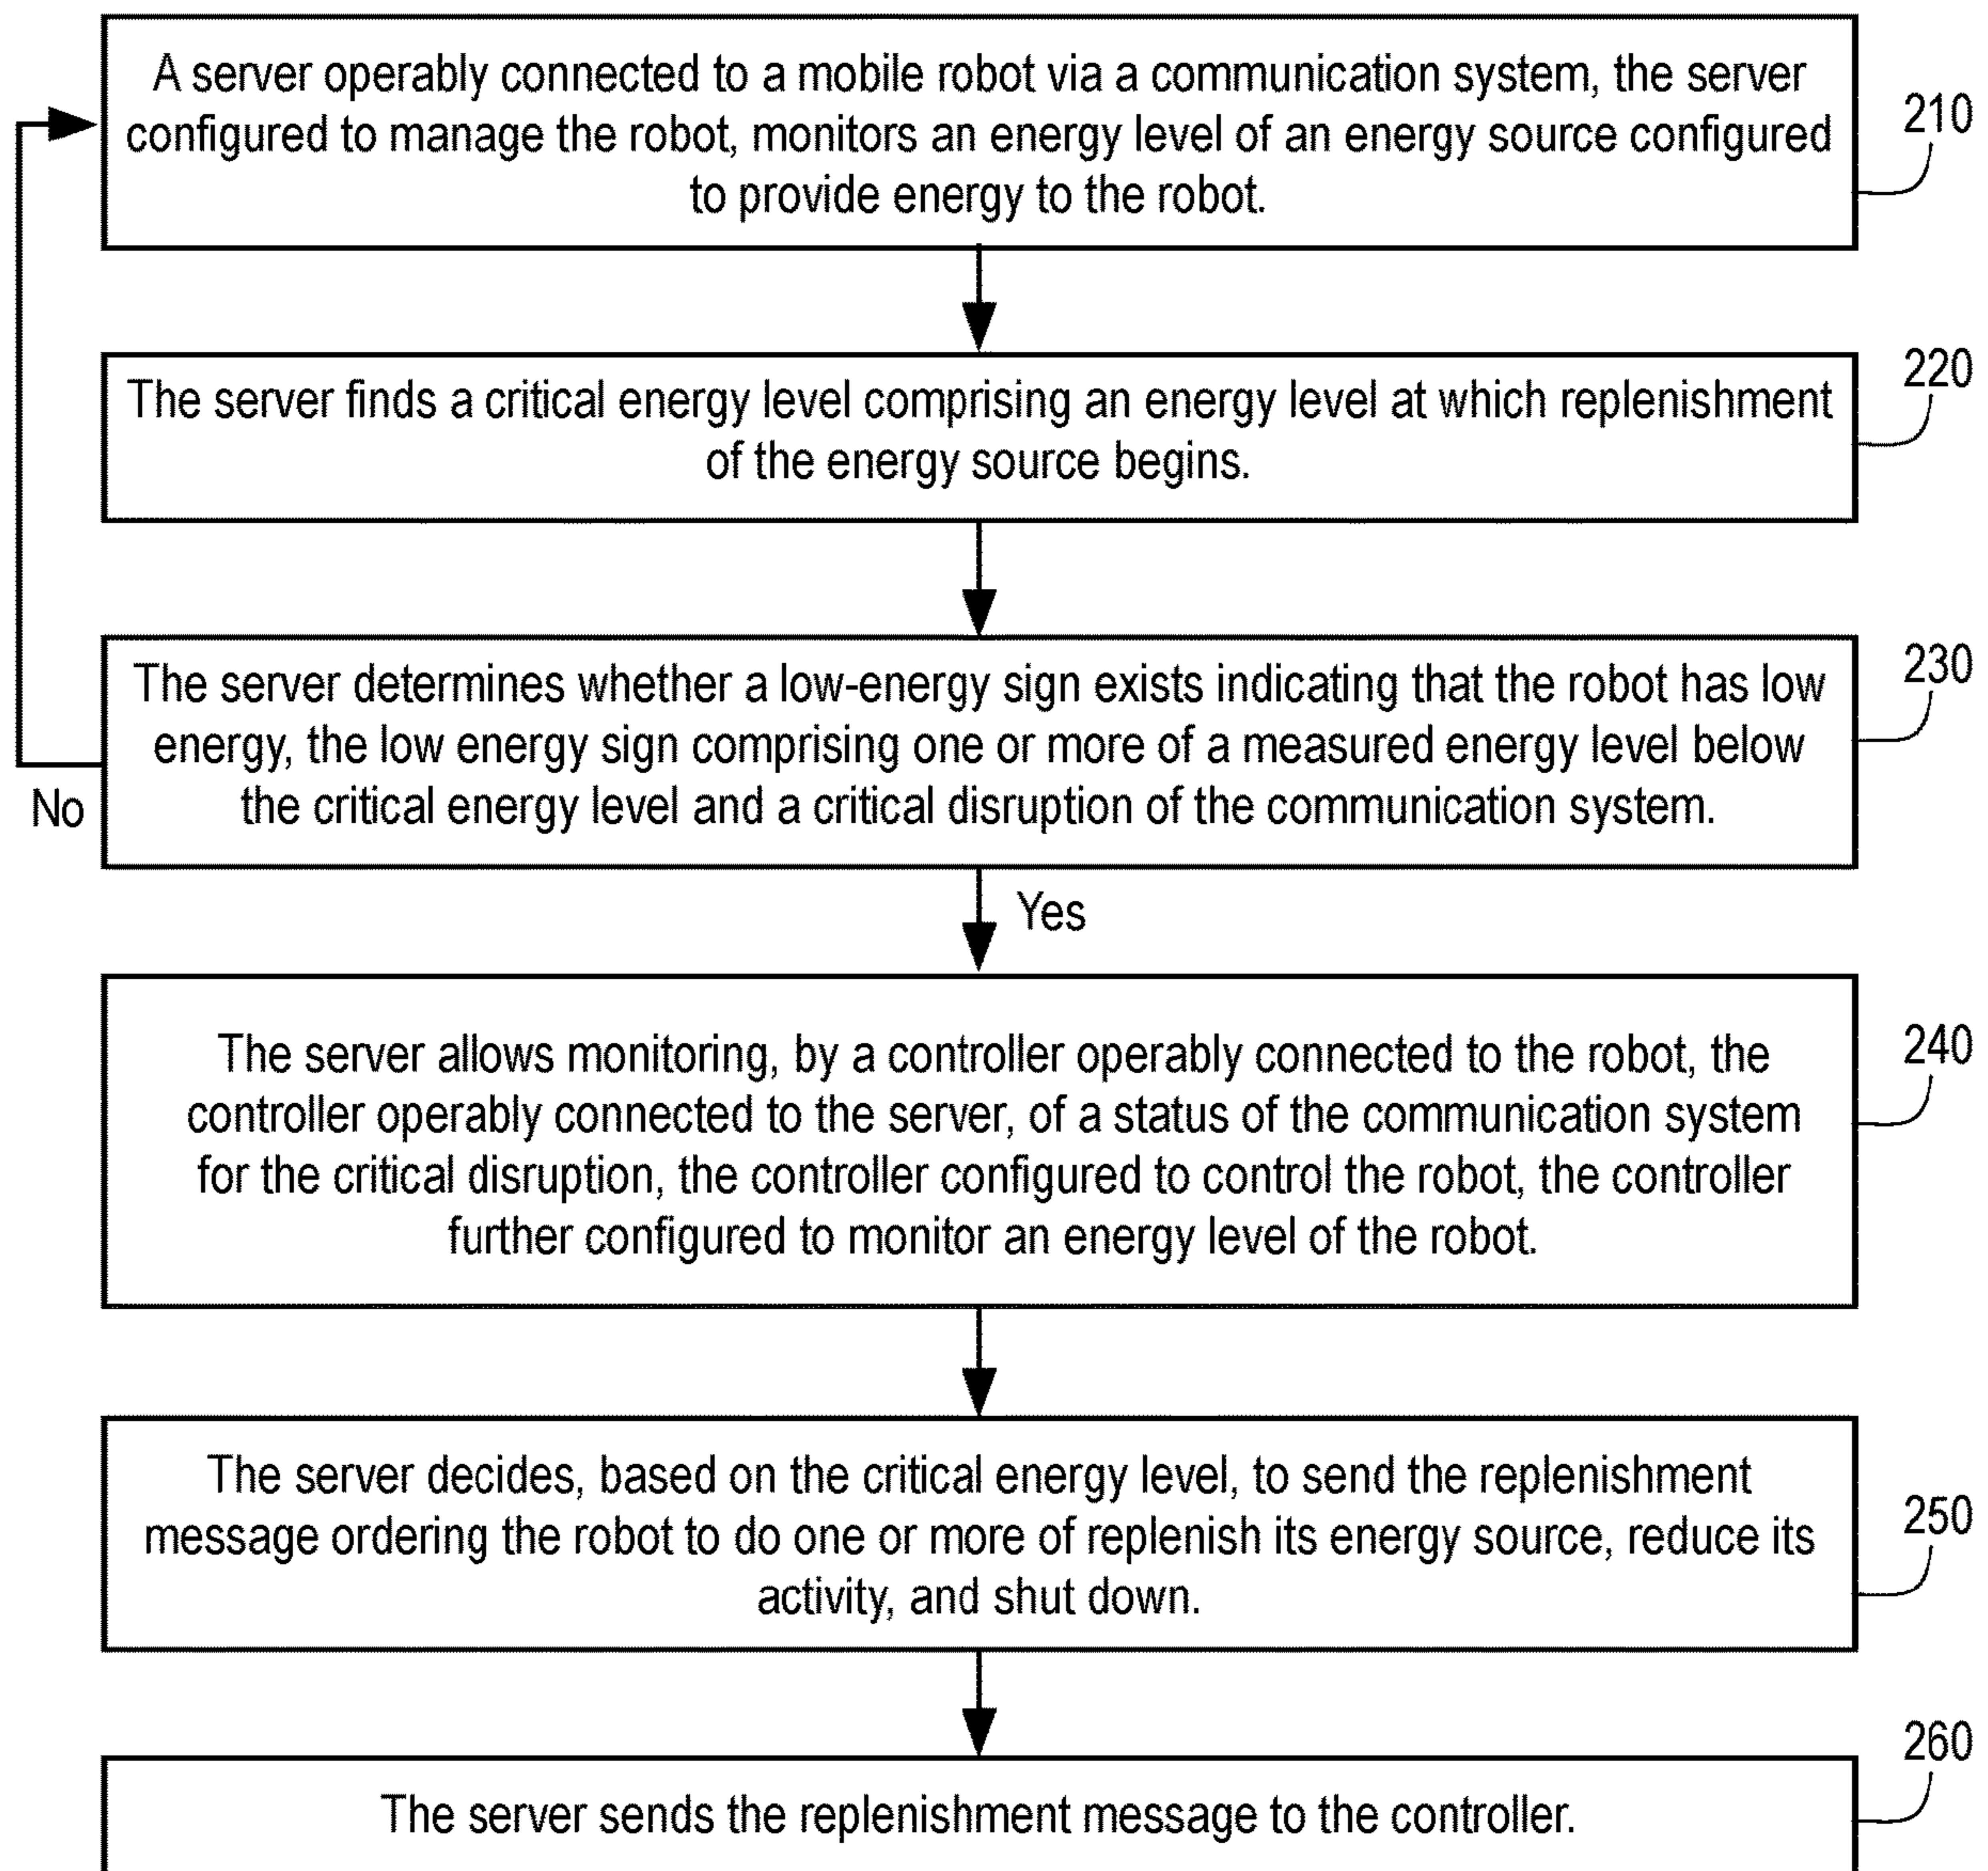 A server operably connected to a mobile robot via a communication system, the server
configured to manage the robot, monitors an energy level of an energy source configured
to provide energy to the robot.
210
The server finds a critical energy level comprising an energy level at which replenishment
of the energy source begins.
220
The server determines whether a low-energy sign exists indicating that the robot has low
energy, the low energy sign comprising one or more of a measured energy level below
the critical energy level and a critical disruption of the communication system.
230
No
Yes
The server allows monitoring, by a controller operably connected to the robot, the
controller operably connected to the server, of a status of the communication system
for the critical disruption, the controller configured to control the robot, the controller
further configured to monitor an energy level of the robot.
240
The server decides, based on the critical energy level, to send the replenishment
message ordering the robot to do one or more of replenish its energy source, reduce its
activity, and shut down.
250
The server sends the replenishment message to the controller.
260